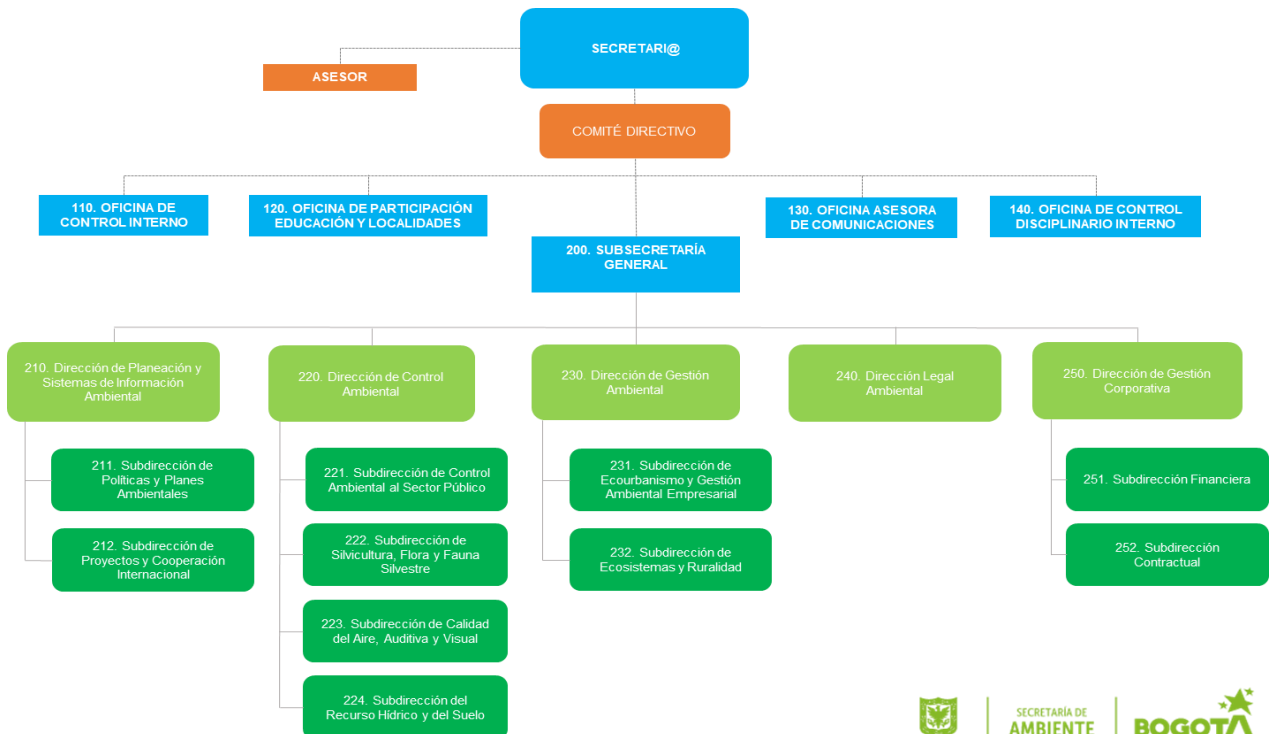 SECRETARI@
ASESOR
COMITÉ DIRECTIVO
110. OFICINA DE
CONTROL INTERNO
120. OFICINA DE PARTICIPACIÓN
EDUCACIÓN Y LOCALIDADES
130. OFICINA ASESORA
DE COMUNICACIONES
140. OFICINA DE CONTROL
DISCIPLINARIO INTERNO
200. SUBSECRETARÍA
GENERAL
210. Dirección de Planeación y
Sistemas de Información
Ambiental
220. Dirección de Control
Ambiental
230. Dirección de Gestión
Ambiental
240. Dirección Legal
Ambiental
250. Dirección de Gestión
Corporativa
211. Subdirección de
Políticas y Planes
Ambientales
212. Subdirección de
Proyectos y Cooperación
Internacional
221. Subdirección de Control
Ambiental al Sector Público
222. Subdirección de
Silvicultura, Flora y Fauna
Silvestre
223. Subdirección de Calidad
del Aire, Auditiva y Visual
224. Subdirección del
Recurso Hídrico y del Suelo
231. Subdirección de
Ecourbanismo y Gestión
Ambiental Empresarial
232. Subdirección de
Ecosistemas y Ruralidad
251. Subdirección Financiera
252. Subdirección
Contractual
SECRETARÍA DE
AMBIENTE
BOGOTÁ